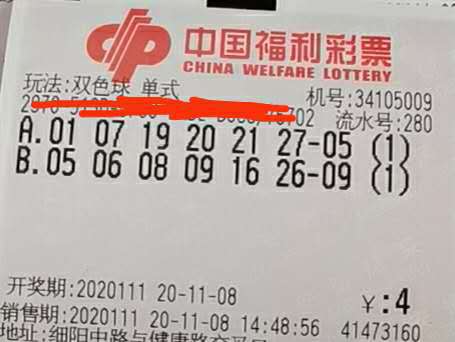 中国福利彩票
CHINA WELFARE LOTTERY
玩法:双色球 单式
机号:34105009
流水号:280
A.01 07 19 20 21 27-05 (1)
B.05 06 08 09 16 26-09 (1)
开奖期:2020111 20-11-08
¥:4
销售期:2020111 20-11-08 14:48:56 41473160
地址:细阳中路与健康路交叉口